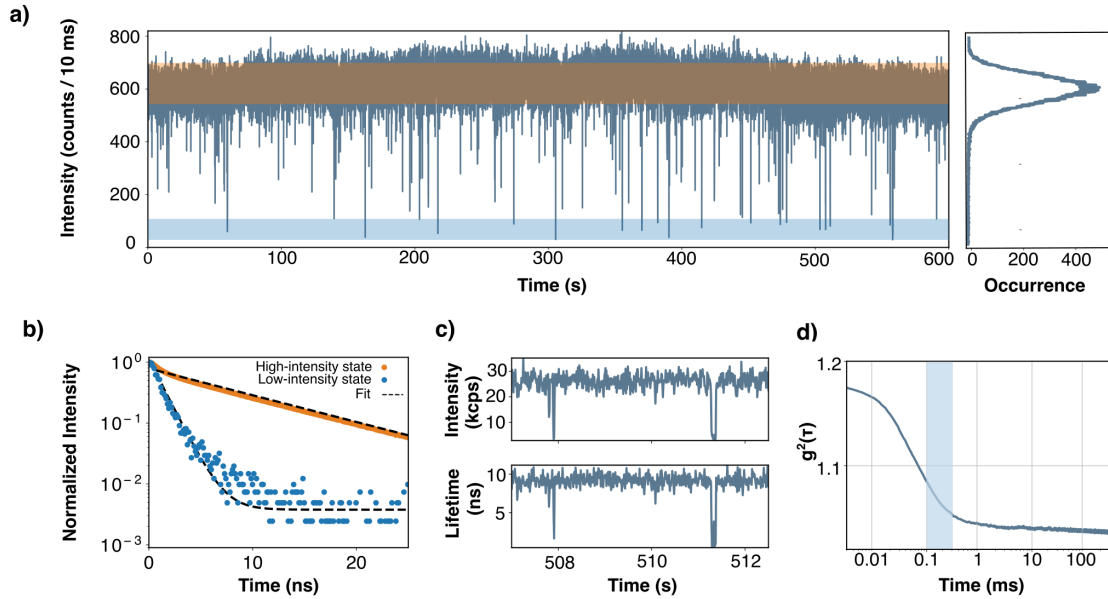 a)
Intensity (counts / 10 ms)
800
600
400
200
0
0 100 200 300 400 500 600
Time (s)
0 200 400
Occurrence
b)
Normalized Intensity
10⁰
10⁻¹
10⁻²
10⁻³
High-intensity state
Low-intensity state
Fit
0 10 20
Time (ns)
c)
Intensity
(kcps)
30
20
10
Lifetime
(ns)
10
5
508 510 512
Time (s)
d)
g²(τ)
1.2
1.1
0.01 0.1 1 10 100
Time (ms)